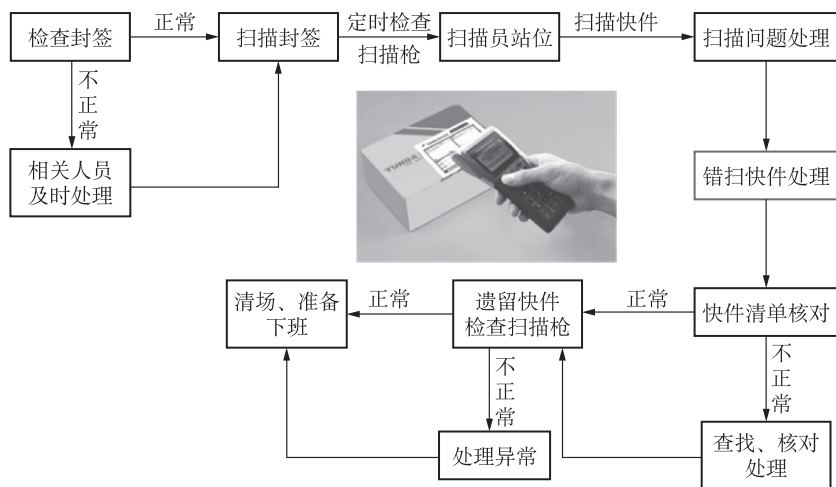 检查封签
正常
扫描封签
定时检查
扫描枪
扫描员站位
扫描快件
扫描问题处理
不正常
相关人员
及时处理
YUNDA
错扫快件处理
清场、准备
下班
正常
遗留快件
检查扫描枪
正常
快件清单核对
不正常
不正常
处理异常
查找、核对
处理